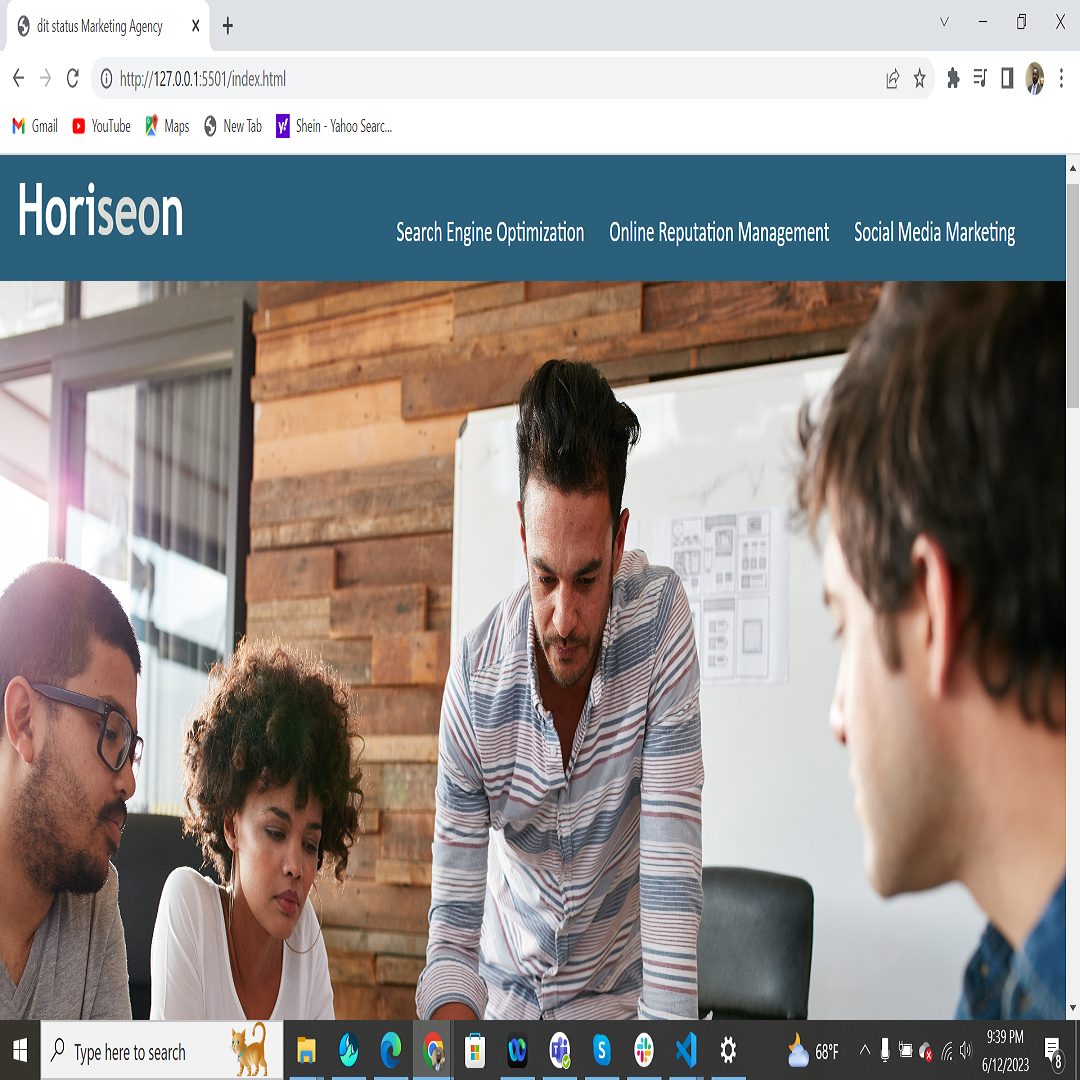 dit status Marketing Agency
http://127.0.0.1:5501/index.html
Gmail YouTube Maps New Tab Shein - Yahoo Searc...
Horiseon
Search Engine Optimization Online Reputation Management Social Media Marketing
Type here to search
68°F
9:39 PM
6/12/2023
8